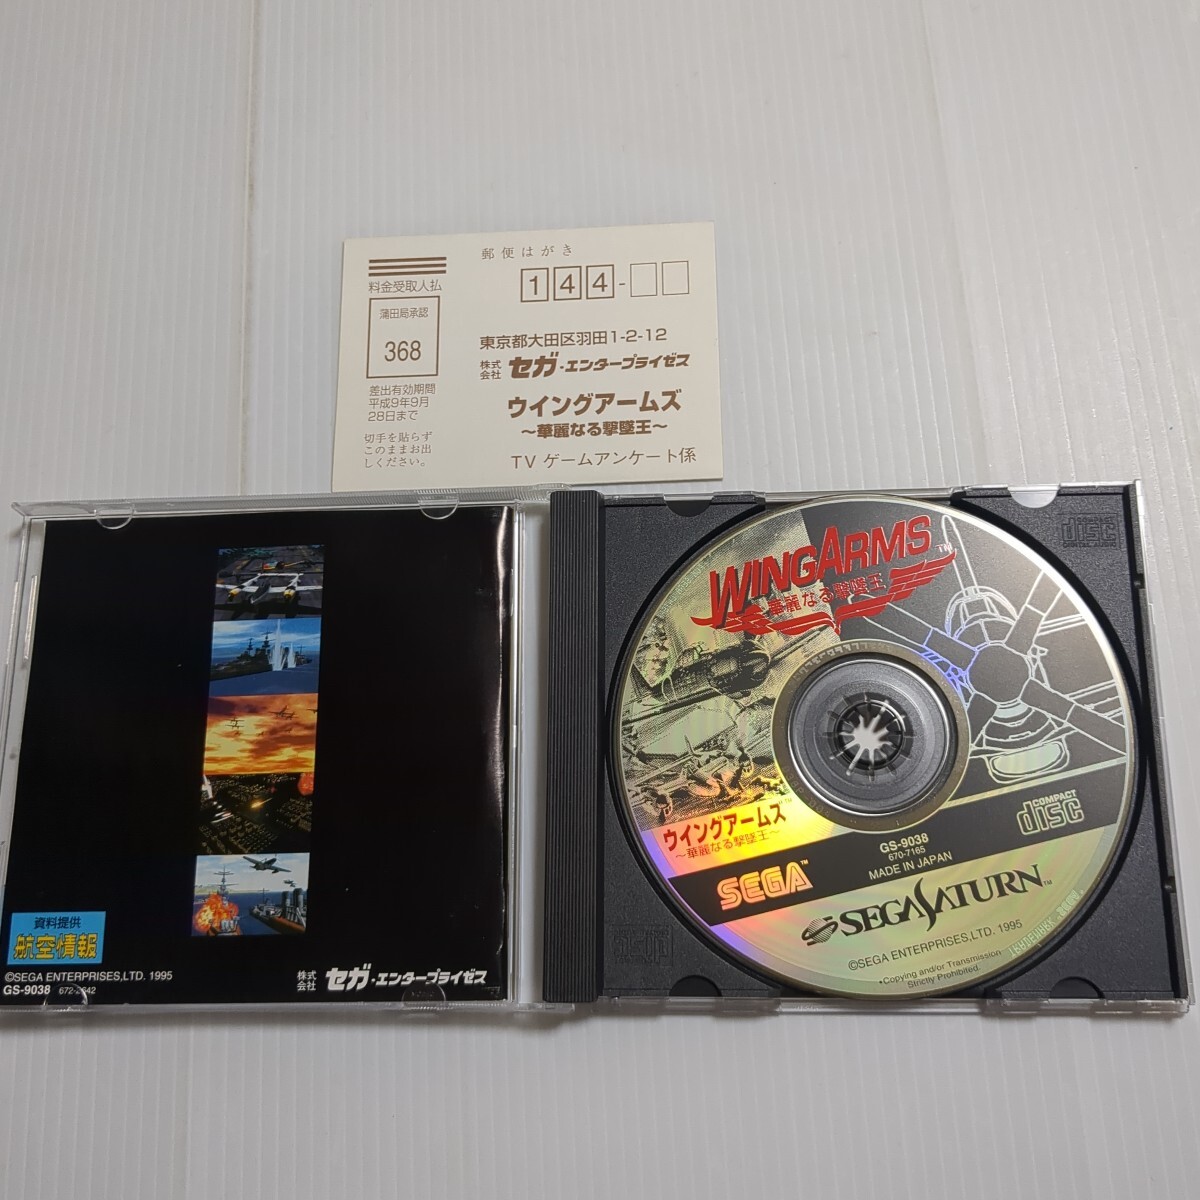 郵便はがき
料金受取人払
蒲田局承認
368
差出有効期間
平成9年9月
28日まで
切手を貼らず
このままお出
しください。
144-
東京都大田区羽田1-2-12
株式会社 セガ・エンタープライゼス
ウイングアームズ
～華麗なる撃墜王～
TVゲームアンケート係
資料提供
航空情報
©SEGA ENTERPRISES,LTD. 1995
GS-9038
株式会社 セガ・エンタープライゼス
WINGARMS™
華麗なる撃墜王
ウイングアームズ™
～華麗なる撃墜王～
SEGA™
GS-9038
670-7165
MADE IN JAPAN
COMPACT
disc
SEGASATURN™
©SEGA ENTERPRISES,LTD. 1995
•Copying and/or Transmission
Strictly Prohibited.
disc